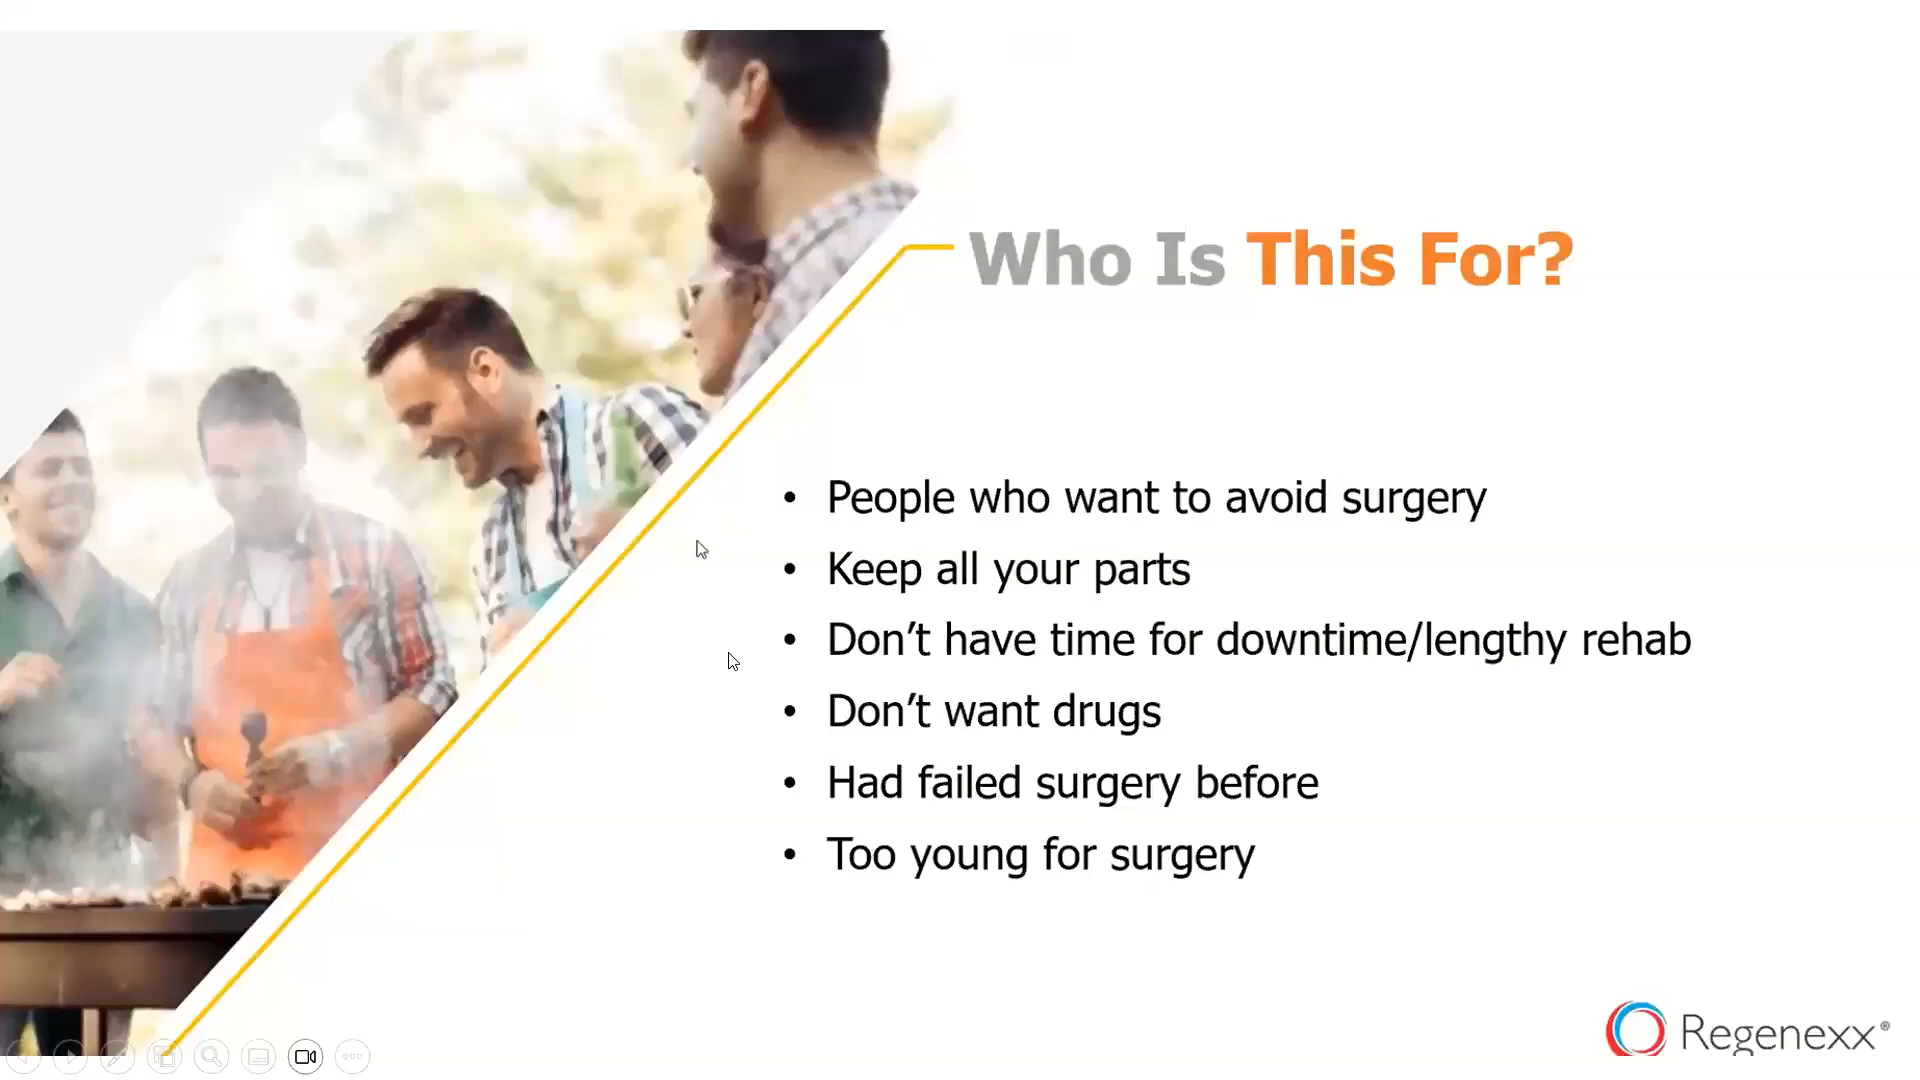 Who Is This For?
• People who want to avoid surgery
• Keep all your parts
• Don’t have time for downtime/lengthy rehab
• Don’t want drugs
• Had failed surgery before
• Too young for surgery
Regenexx®